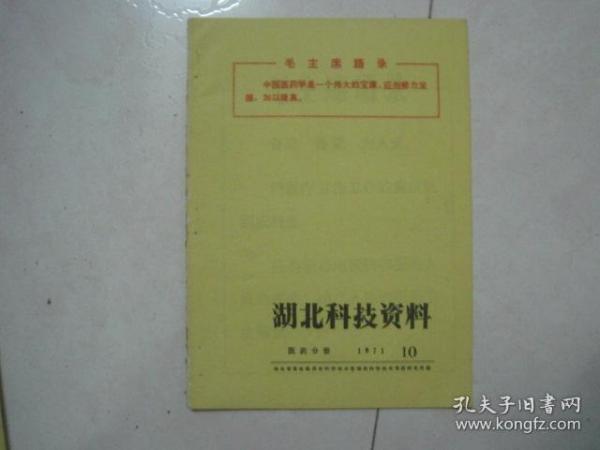 毛主席语录
中国医药学是一个伟大的宝库，应当努力发
掘，加以提高。
湖北科技资料
医药分册 1971 10
孔夫子旧书网
www.kongfz.com